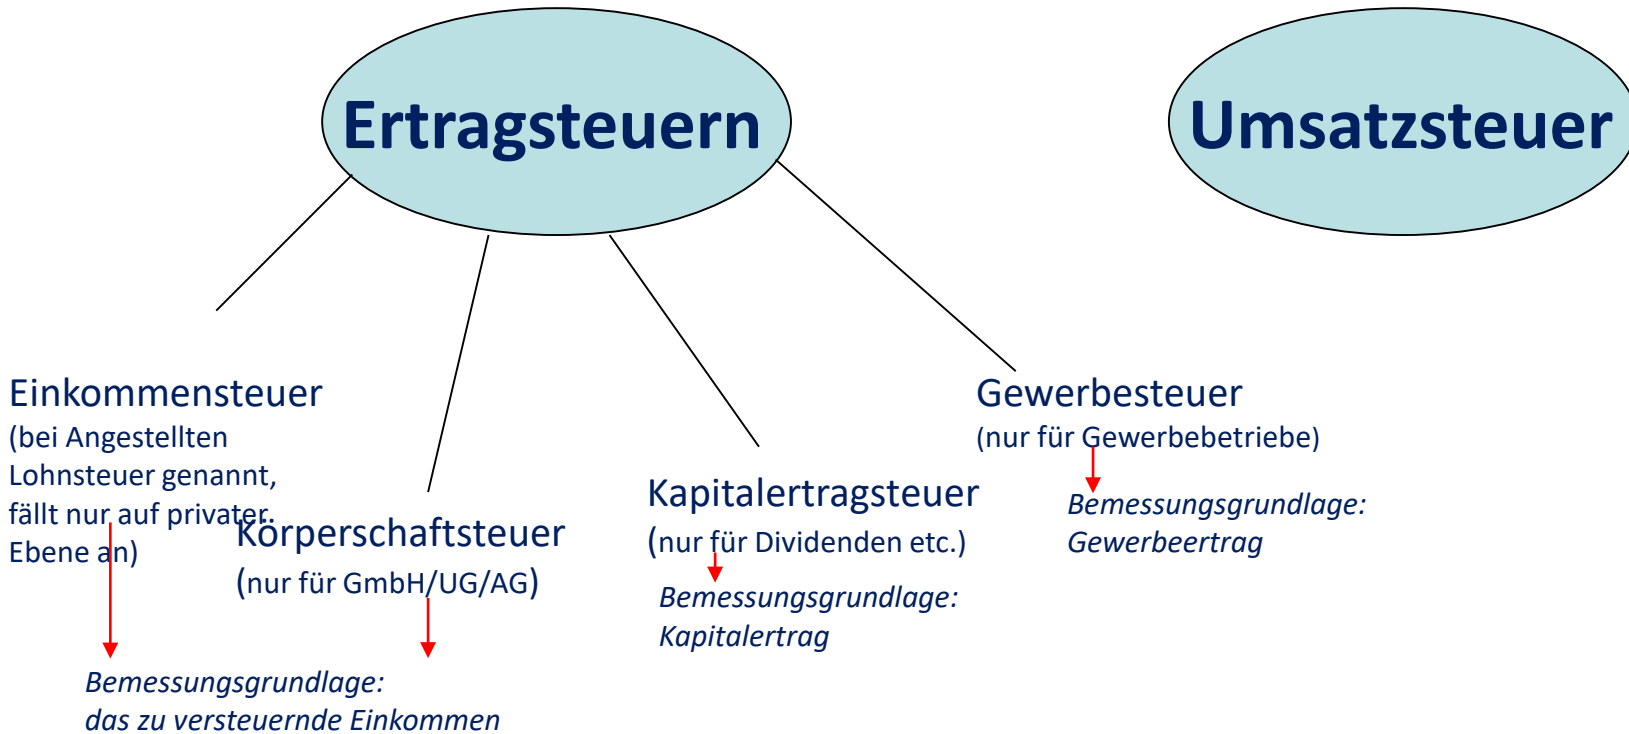 Ertragsteuern
Umsatzsteuer
Einkommensteuer
(bei Angestellten
Lohnsteuer genannt,
fällt nur auf privater
Ebene an)
Körperschaftsteuer
(nur für GmbH/UG/AG)
Bemessungsgrundlage:
das zu versteuernde Einkommen
Kapitalertragsteuer
(nur für Dividenden etc.)
Bemessungsgrundlage:
Kapitalertrag
Gewerbesteuer
(nur für Gewerbebetriebe)
Bemessungsgrundlage:
Gewerbeertrag